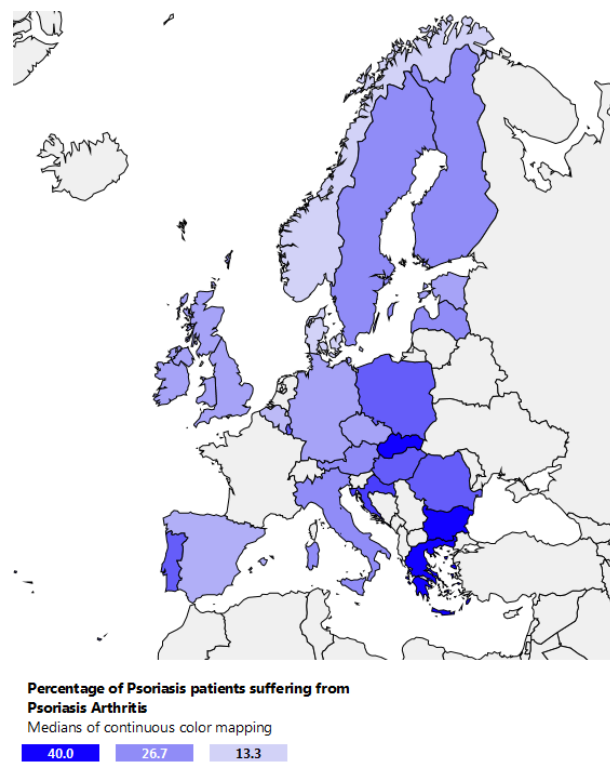 Percentage of Psoriasis patients suffering from
Psoriasis Arthritis
Medians of continuous color mapping
40.0 26.7 13.3